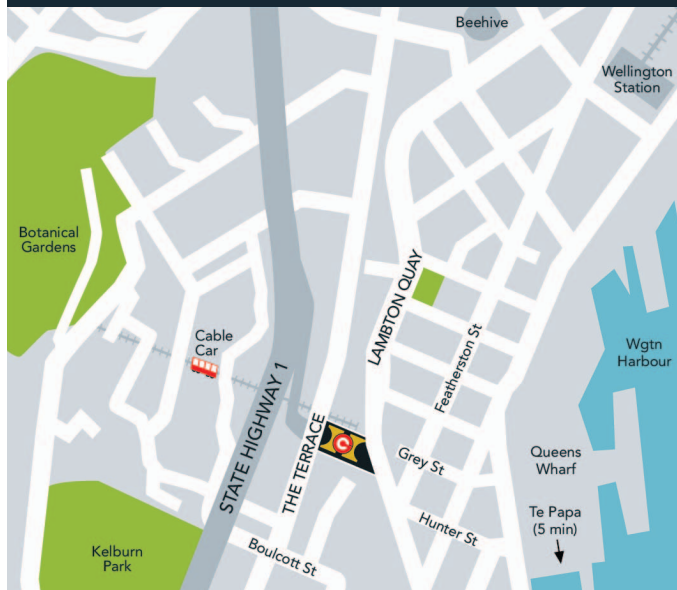 Beehive
Wellington
Station
Botanical
Gardens
LAMBTON QUAY
Cable
Car
Featherston St
Wgtn
Harbour
STATE HIGHWAY 1
THE TERRACE
Grey St
Queens
Wharf
Te Papa
(5 min)
Hunter St
Boulcott St
Kelburn
Park